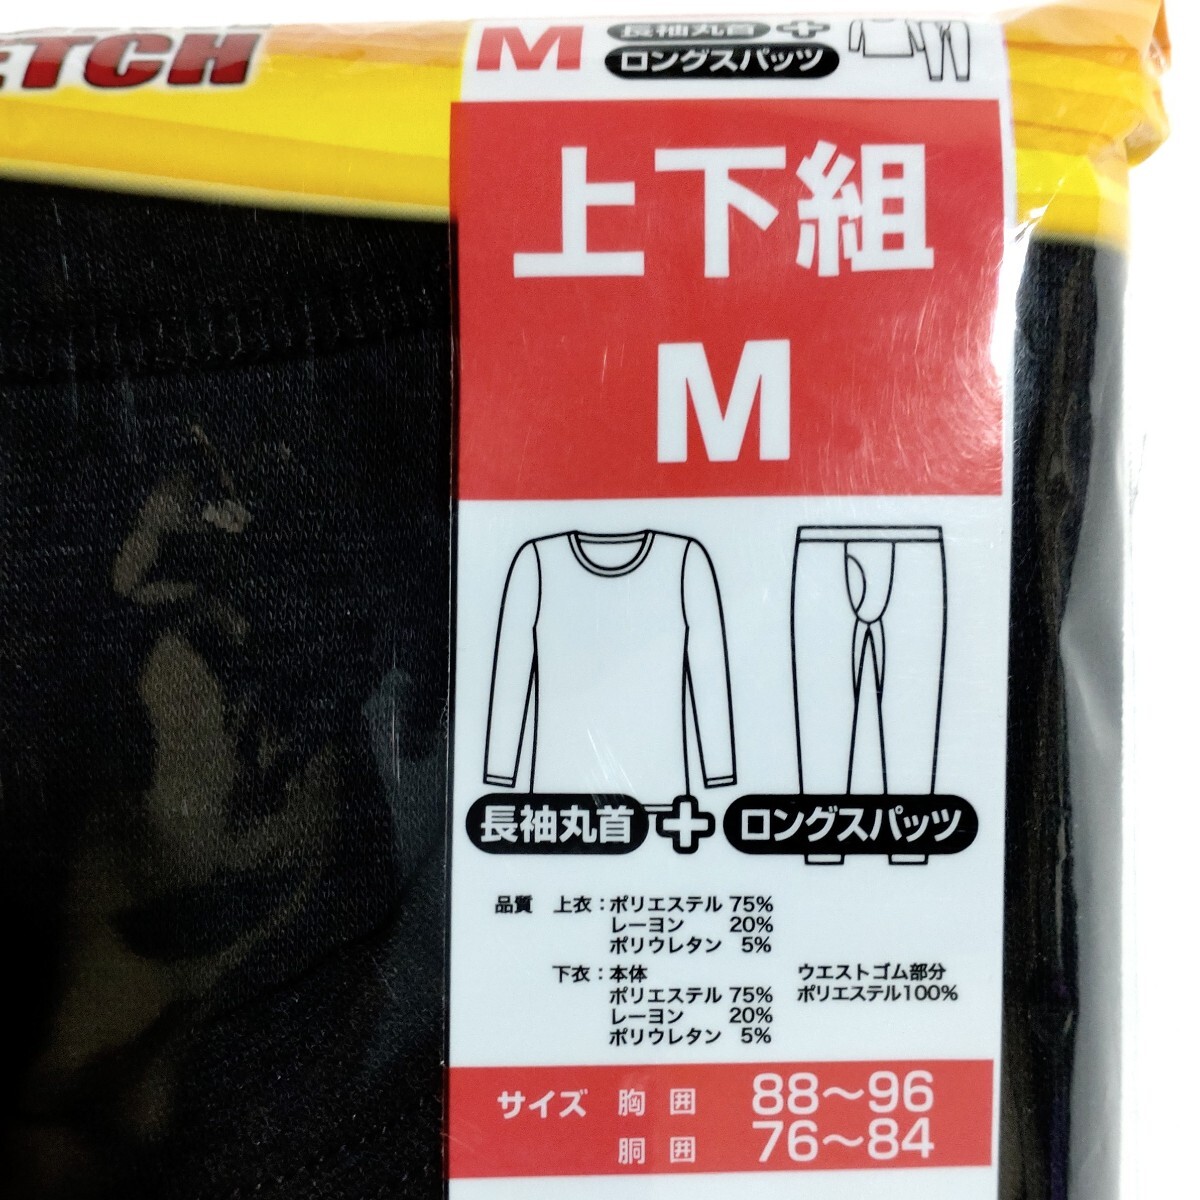 ETCH
M 長袖丸首 + ロングスパッツ
上下組
M
長袖丸首 + ロングスパッツ
品質 上衣：ポリエステル 75%
レーヨン 20%
ポリウレタン 5%
下衣：本体 ウエストゴム部分
ポリエステル 75% ポリエステル100%
レーヨン 20%
ポリウレタン 5%
サイズ 胸囲 88～96
胴囲 76～84